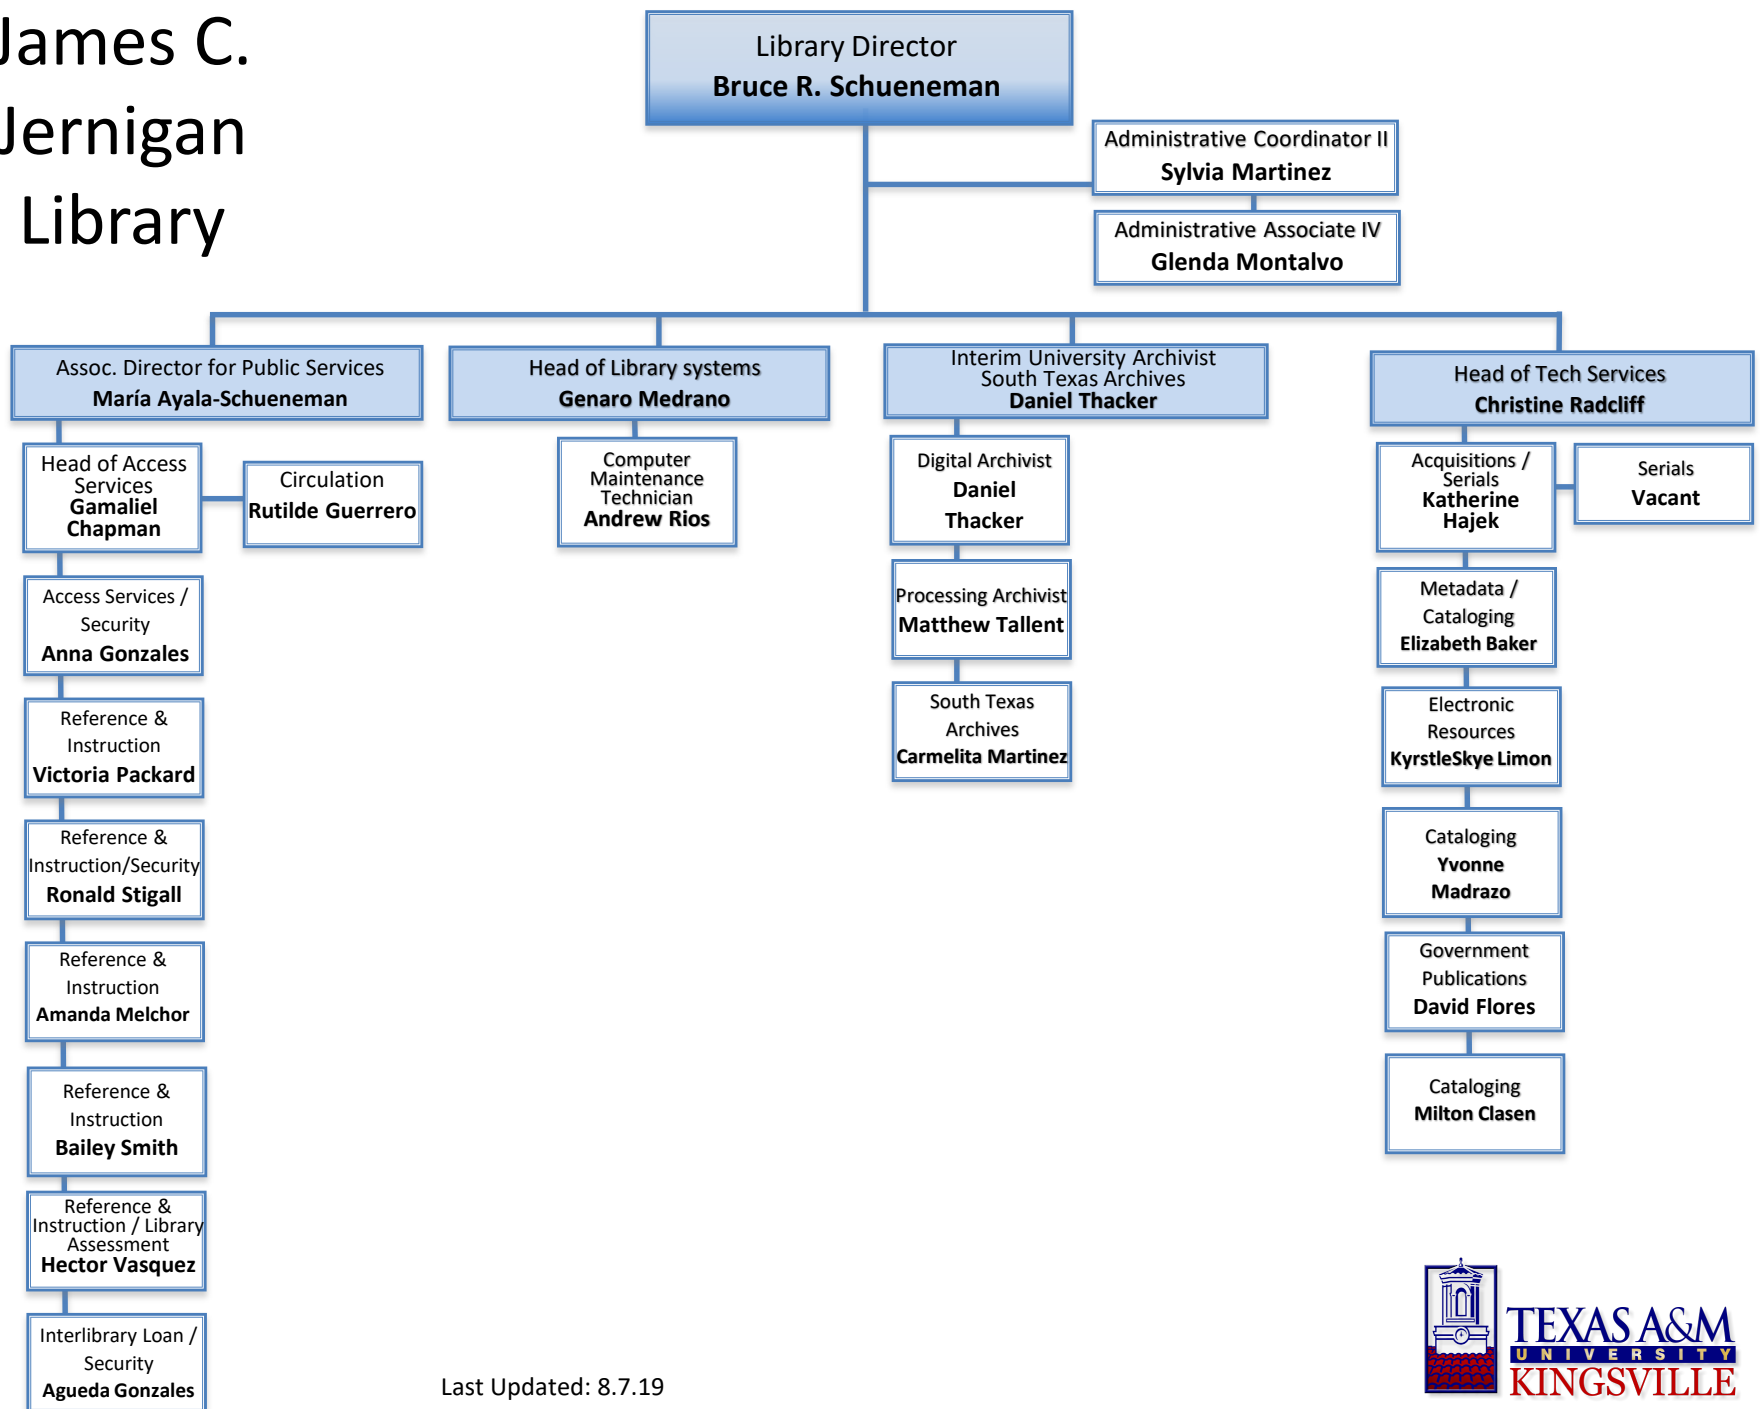 James C.
Jernigan
Library
Library Director
Bruce R. Schueneman
Administrative Coordinator II
Sylvia Martinez
Administrative Associate IV
Glenda Montalvo
Assoc. Director for Public Services
María Ayala-Schueneman
Head of Library systems
Genaro Medrano
Interim University Archivist
South Texas Archives
Daniel Thacker
Head of Tech Services
Christine Radcliff
Head of Access
Services
Gamaliel
Chapman
Circulation
Rutilde Guerrero
Access Services /
Security
Anna Gonzales
Reference &
Instruction
Victoria Packard
Reference &
Instruction/Security
Ronald Stigall
Reference &
Instruction
Amanda Melchor
Reference &
Instruction
Bailey Smith
Reference &
Instruction / Library
Assessment
Hector Vasquez
Interlibrary Loan /
Security
Agueda Gonzales
Computer
Maintenance
Technician
Andrew Rios
Digital Archivist
Daniel
Thacker
Processing Archivist
Matthew Tallent
South Texas
Archives
Carmelita Martinez
Acquisitions /
Serials
Katherine
Hajek
Serials
Vacant
Metadata /
Cataloging
Elizabeth Baker
Electronic
Resources
KyrstleSkye Limon
Cataloging
Yvonne
Madrazo
Government
Publications
David Flores
Cataloging
Milton Clasen
Last Updated: 8.7.19
TEXAS A&M
UNIVERSITY
KINGSVILLE